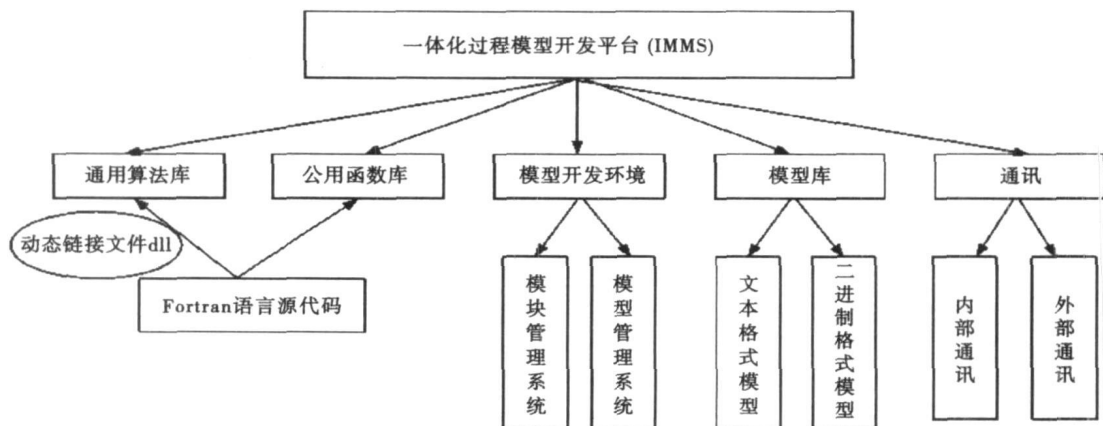 一体化过程模型开发平台 (IMMS)
通用算法库
公用函数库
模型开发环境
模型库
通讯
动态链接文件dll
Fortran语言源代码
模块管理系统
模型管理系统
文本格式模型
二进制格式模型
内部通讯
外部通讯